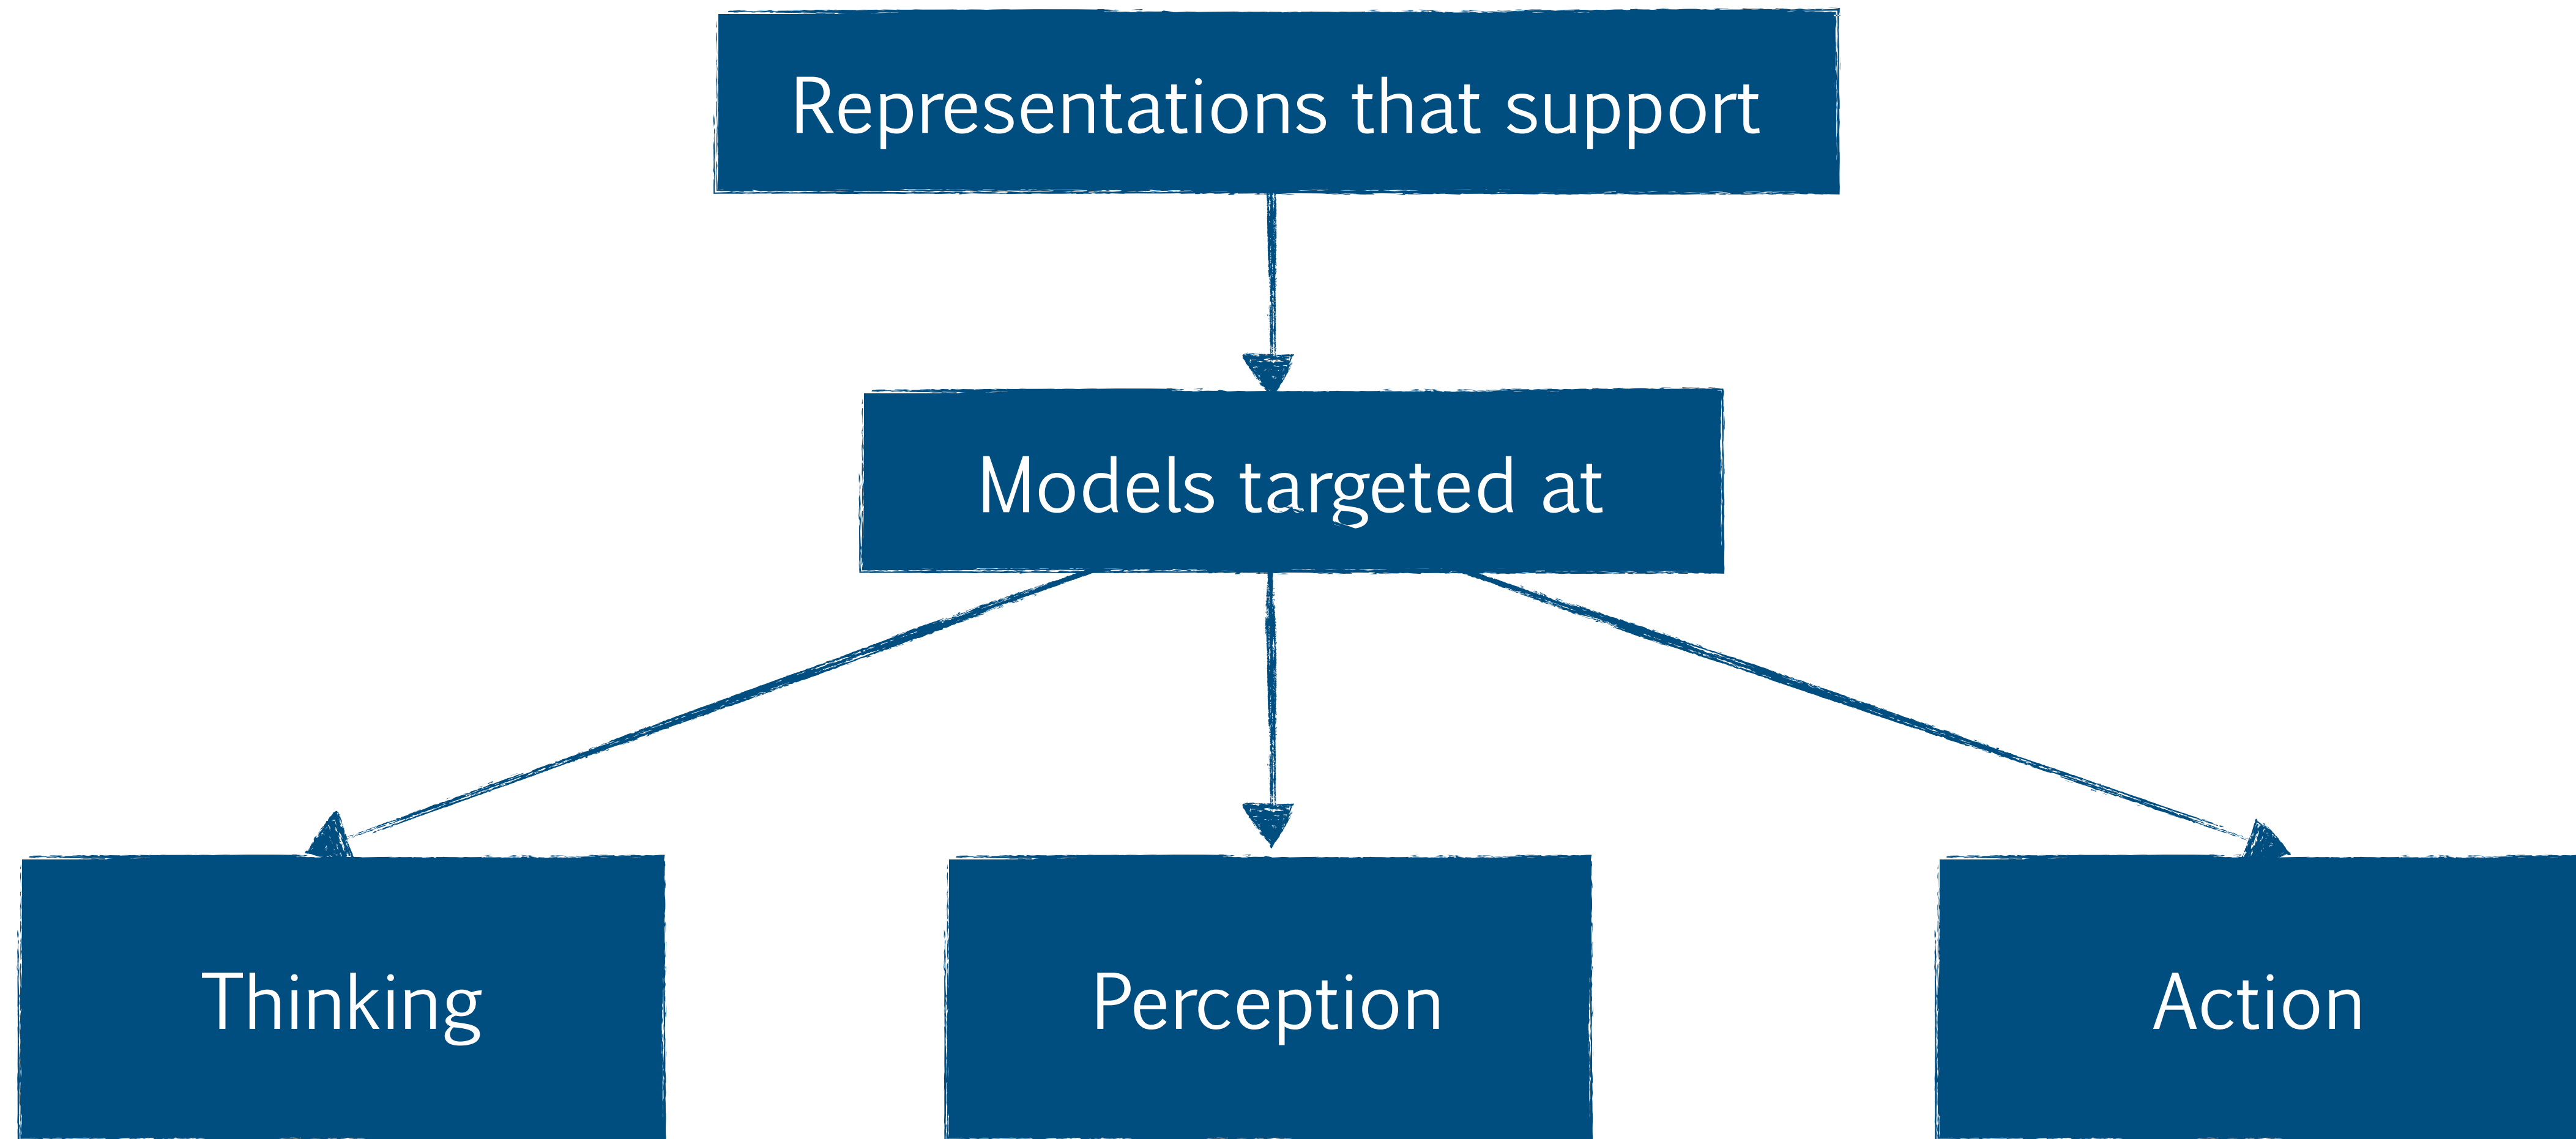 Representations that support
Models targeted at
Thinking
Perception
Action